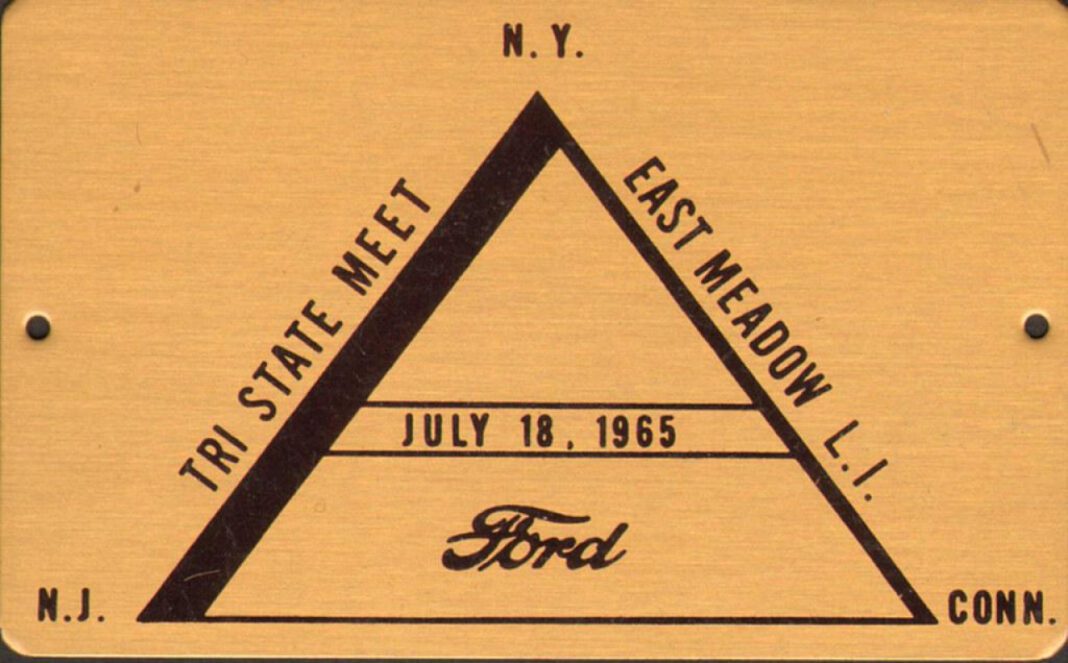 N. Y.
TRI STATE MEET
EAST MEADOW L.I.
JULY 18, 1965
Ford
N.J.
CONN.